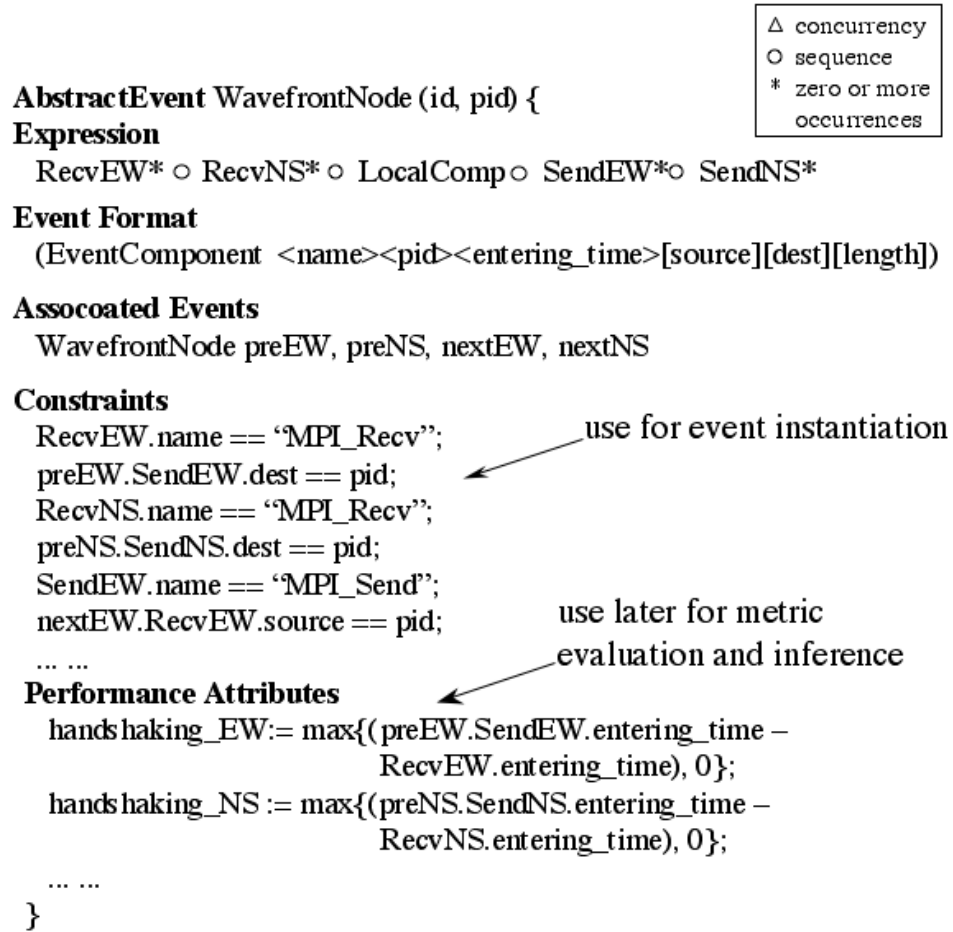 △ concurrency
○ sequence
* zero or more
occurrences
AbstractEvent WavefrontNode (id, pid) {
Expression
RecvEW* ○ RecvNS* ○ LocalComp ○ SendEW*○ SendNS*
Event Format
(EventComponent <name><pid><entering_time>[source][dest][length])
Assocoated Events
WavefrontNode preEW, preNS, nextEW, nextNS
Constraints
RecvEW.name == “MPI_Recv”;
use for event instantiation
preEW.SendEW.dest == pid;
RecvNS.name == “MPI_Recv”;
preNS.SendNS.dest == pid;
SendEW.name == “MPI_Send”;
nextEW.RecvEW.source == pid;
... ...
use later for metric
evaluation and inference
Performance Attributes
handshaking_EW:= max{(preEW.SendEW.entering_time –
RecvEW.entering_time), 0};
handshaking_NS := max{(preNS.SendNS.entering_time –
RecvNS.entering_time), 0};
... ...
}